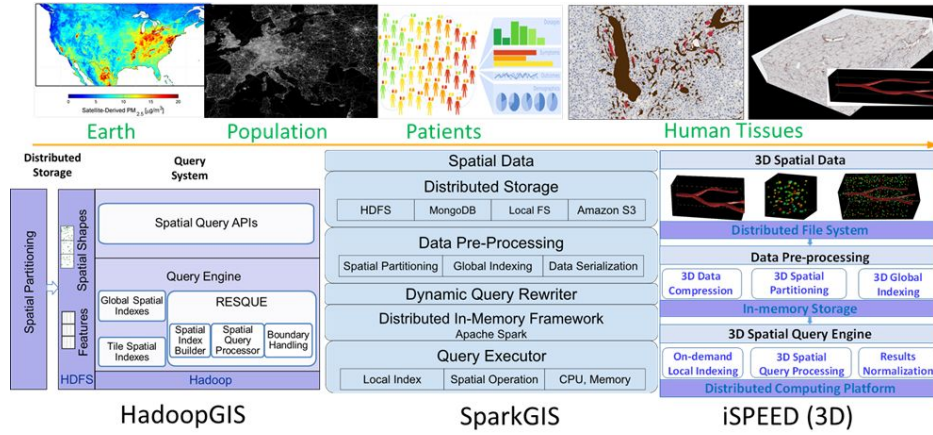 0 5 10 15 20
Satellite-Derived PM2.5 [μg/m³]
Earth
Population
Patients
Human Tissues
Distributed
Storage
Query
System
Spatial Partitioning
Spatial Shapes
Features
HDFS
Spatial Query APIs
Query Engine
Global Spatial
Indexes
Tile Spatial
Indexes
RESQUE
Spatial
Index
Builder
Spatial
Query
Processor
Boundary
Handling
Hadoop
HadoopGIS
Spatial Data
Distributed Storage
HDFS
MongoDB
Local FS
Amazon S3
Data Pre-Processing
Spatial Partitioning
Global Indexing
Data Serialization
Dynamic Query Rewriter
Distributed In-Memory Framework
Apache Spark
Query Executor
Local Index
Spatial Operation
CPU, Memory
SparkGIS
3D Spatial Data
Distributed File System
Data Pre-processing
3D Data
Compression
3D Spatial
Partitioning
3D Global
Indexing
In-memory Storage
3D Spatial Query Engine
On-demand
Local Indexing
3D Spatial
Query Processing
Results
Normalization
Distributed Computing Platform
iSPEED (3D)